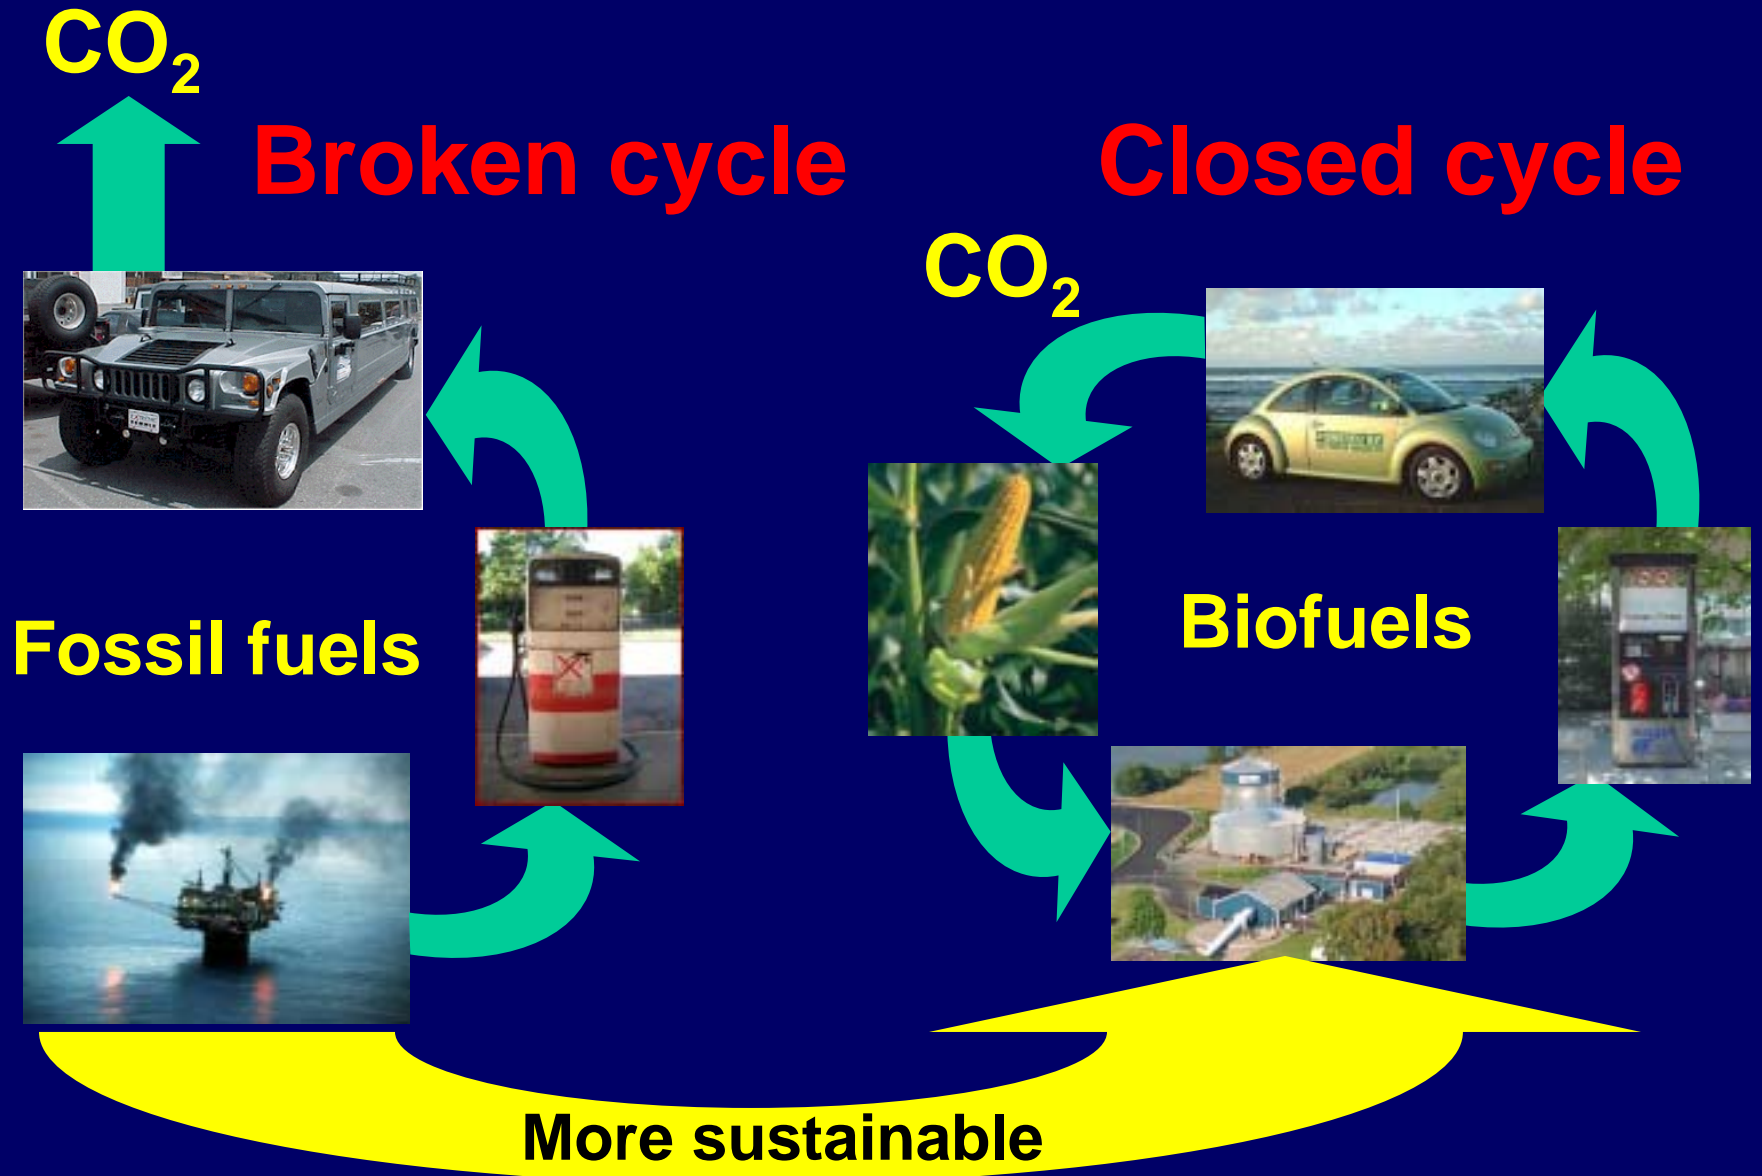 CO₂
Broken cycle
Closed cycle
CO₂
Fossil fuels
Biofuels
More sustainable